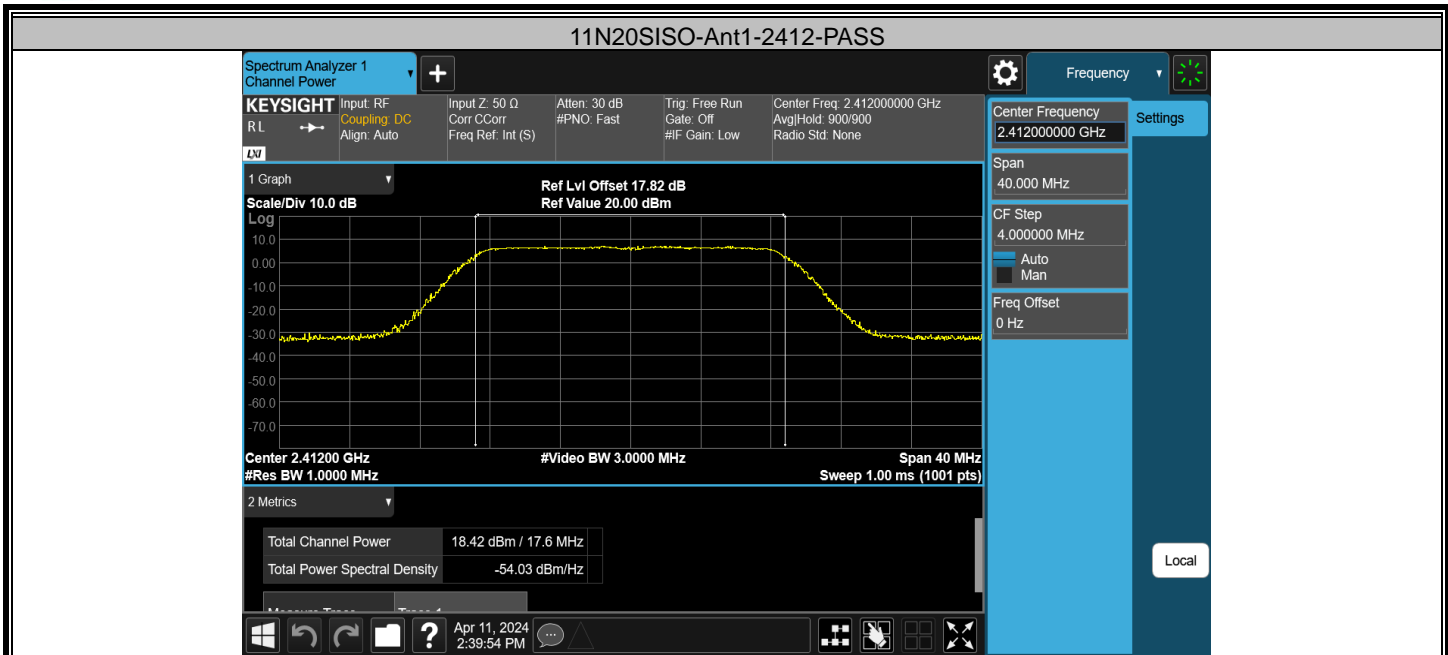 11N20SISO-Ant1-2412-PASS
Spectrum Analyzer 1
Channel Power
Frequency
KEYSIGHT
RL
LXI
Input: RF
Coupling: DC
Align: Auto
Input Z: 50 Ω
Corr CCorr
Freq Ref: Int (S)
Atten: 30 dB
#PNO: Fast
Trig: Free Run
Gate: Off
#IF Gain: Low
Center Freq: 2.412000000 GHz
Avg|Hold: 900/900
Radio Std: None
Center Frequency
2.412000000 GHz
Settings
Span
40.000 MHz
CF Step
4.000000 MHz
Auto
Man
Freq Offset
0 Hz
1 Graph
Scale/Div 10.0 dB
Ref Lvl Offset 17.82 dB
Ref Value 20.00 dBm
Log
10.0
0.00
-10.0
-20.0
-30.0
-40.0
-50.0
-60.0
-70.0
Center 2.41200 GHz
#Res BW 1.0000 MHz
#Video BW 3.0000 MHz
Span 40 MHz
Sweep 1.00 ms (1001 pts)
2 Metrics
Total Channel Power 18.42 dBm / 17.6 MHz
Total Power Spectral Density -54.03 dBm/Hz
Measure Trace Trace 1
Local
?
Apr 11, 2024
2:39:54 PM